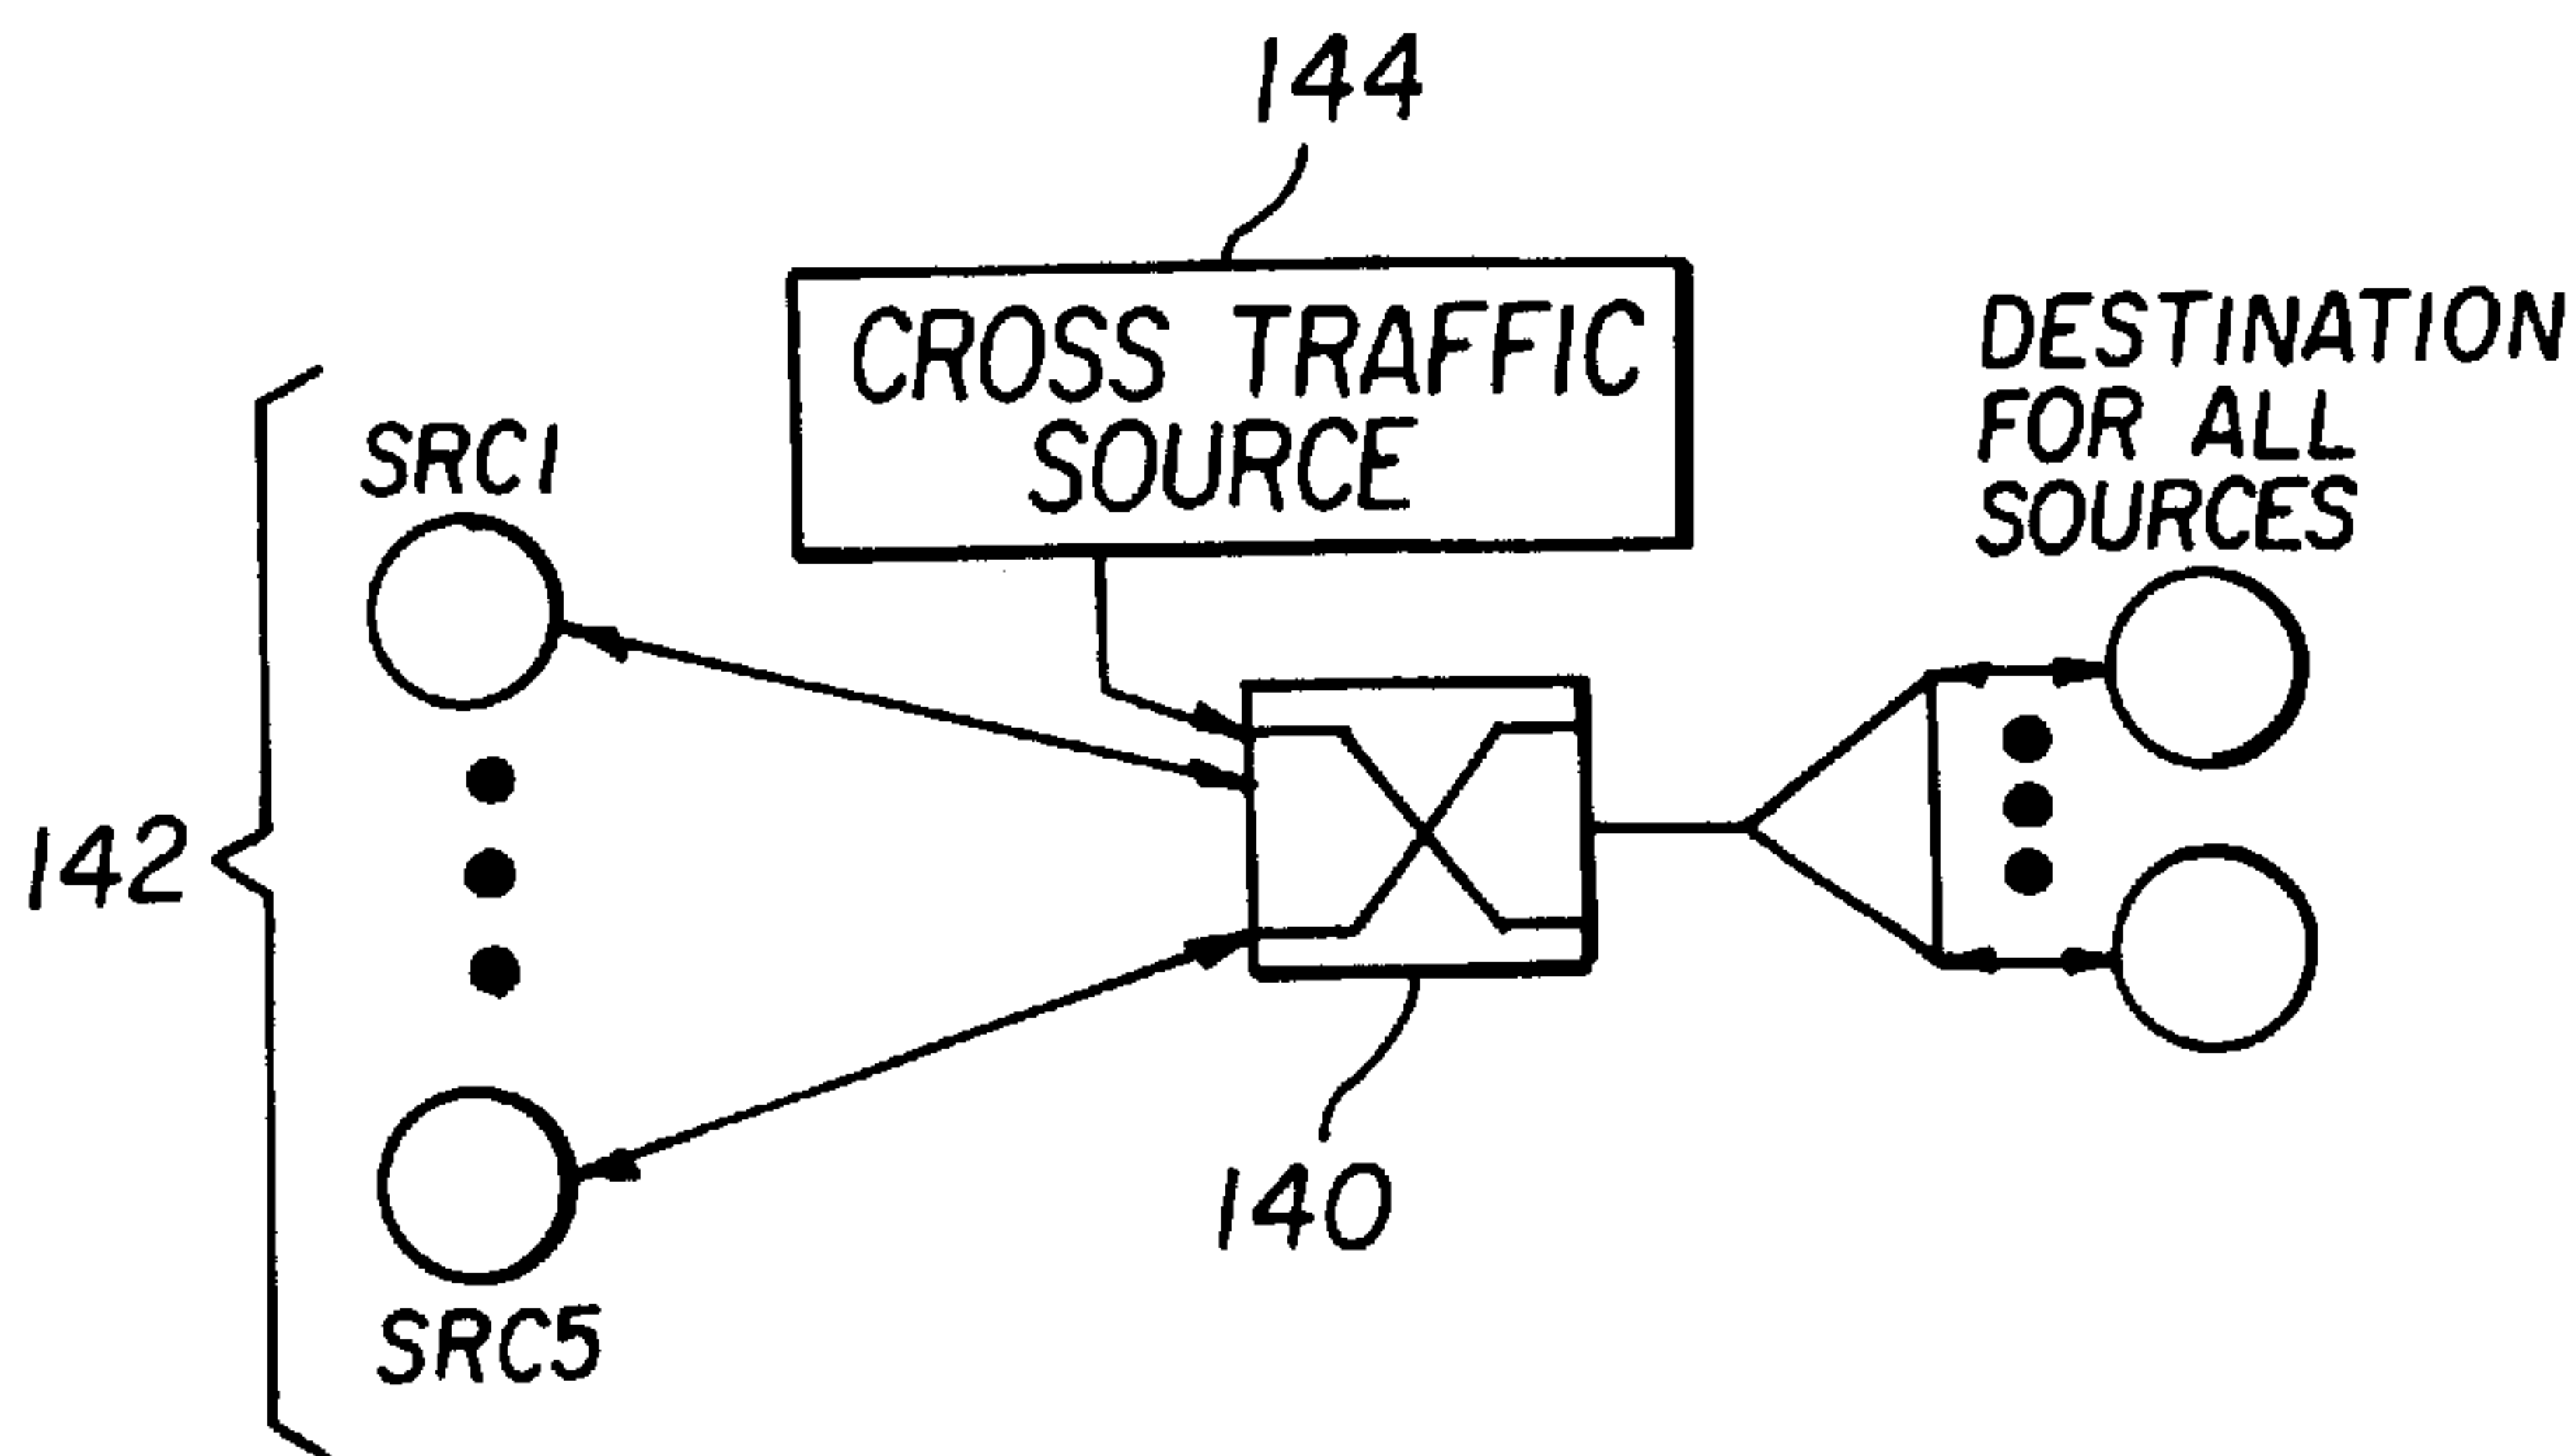 144
CROSS TRAFFIC
SOURCE
DESTINATION
FOR ALL
SOURCES
SRC1
142
140
SRC5